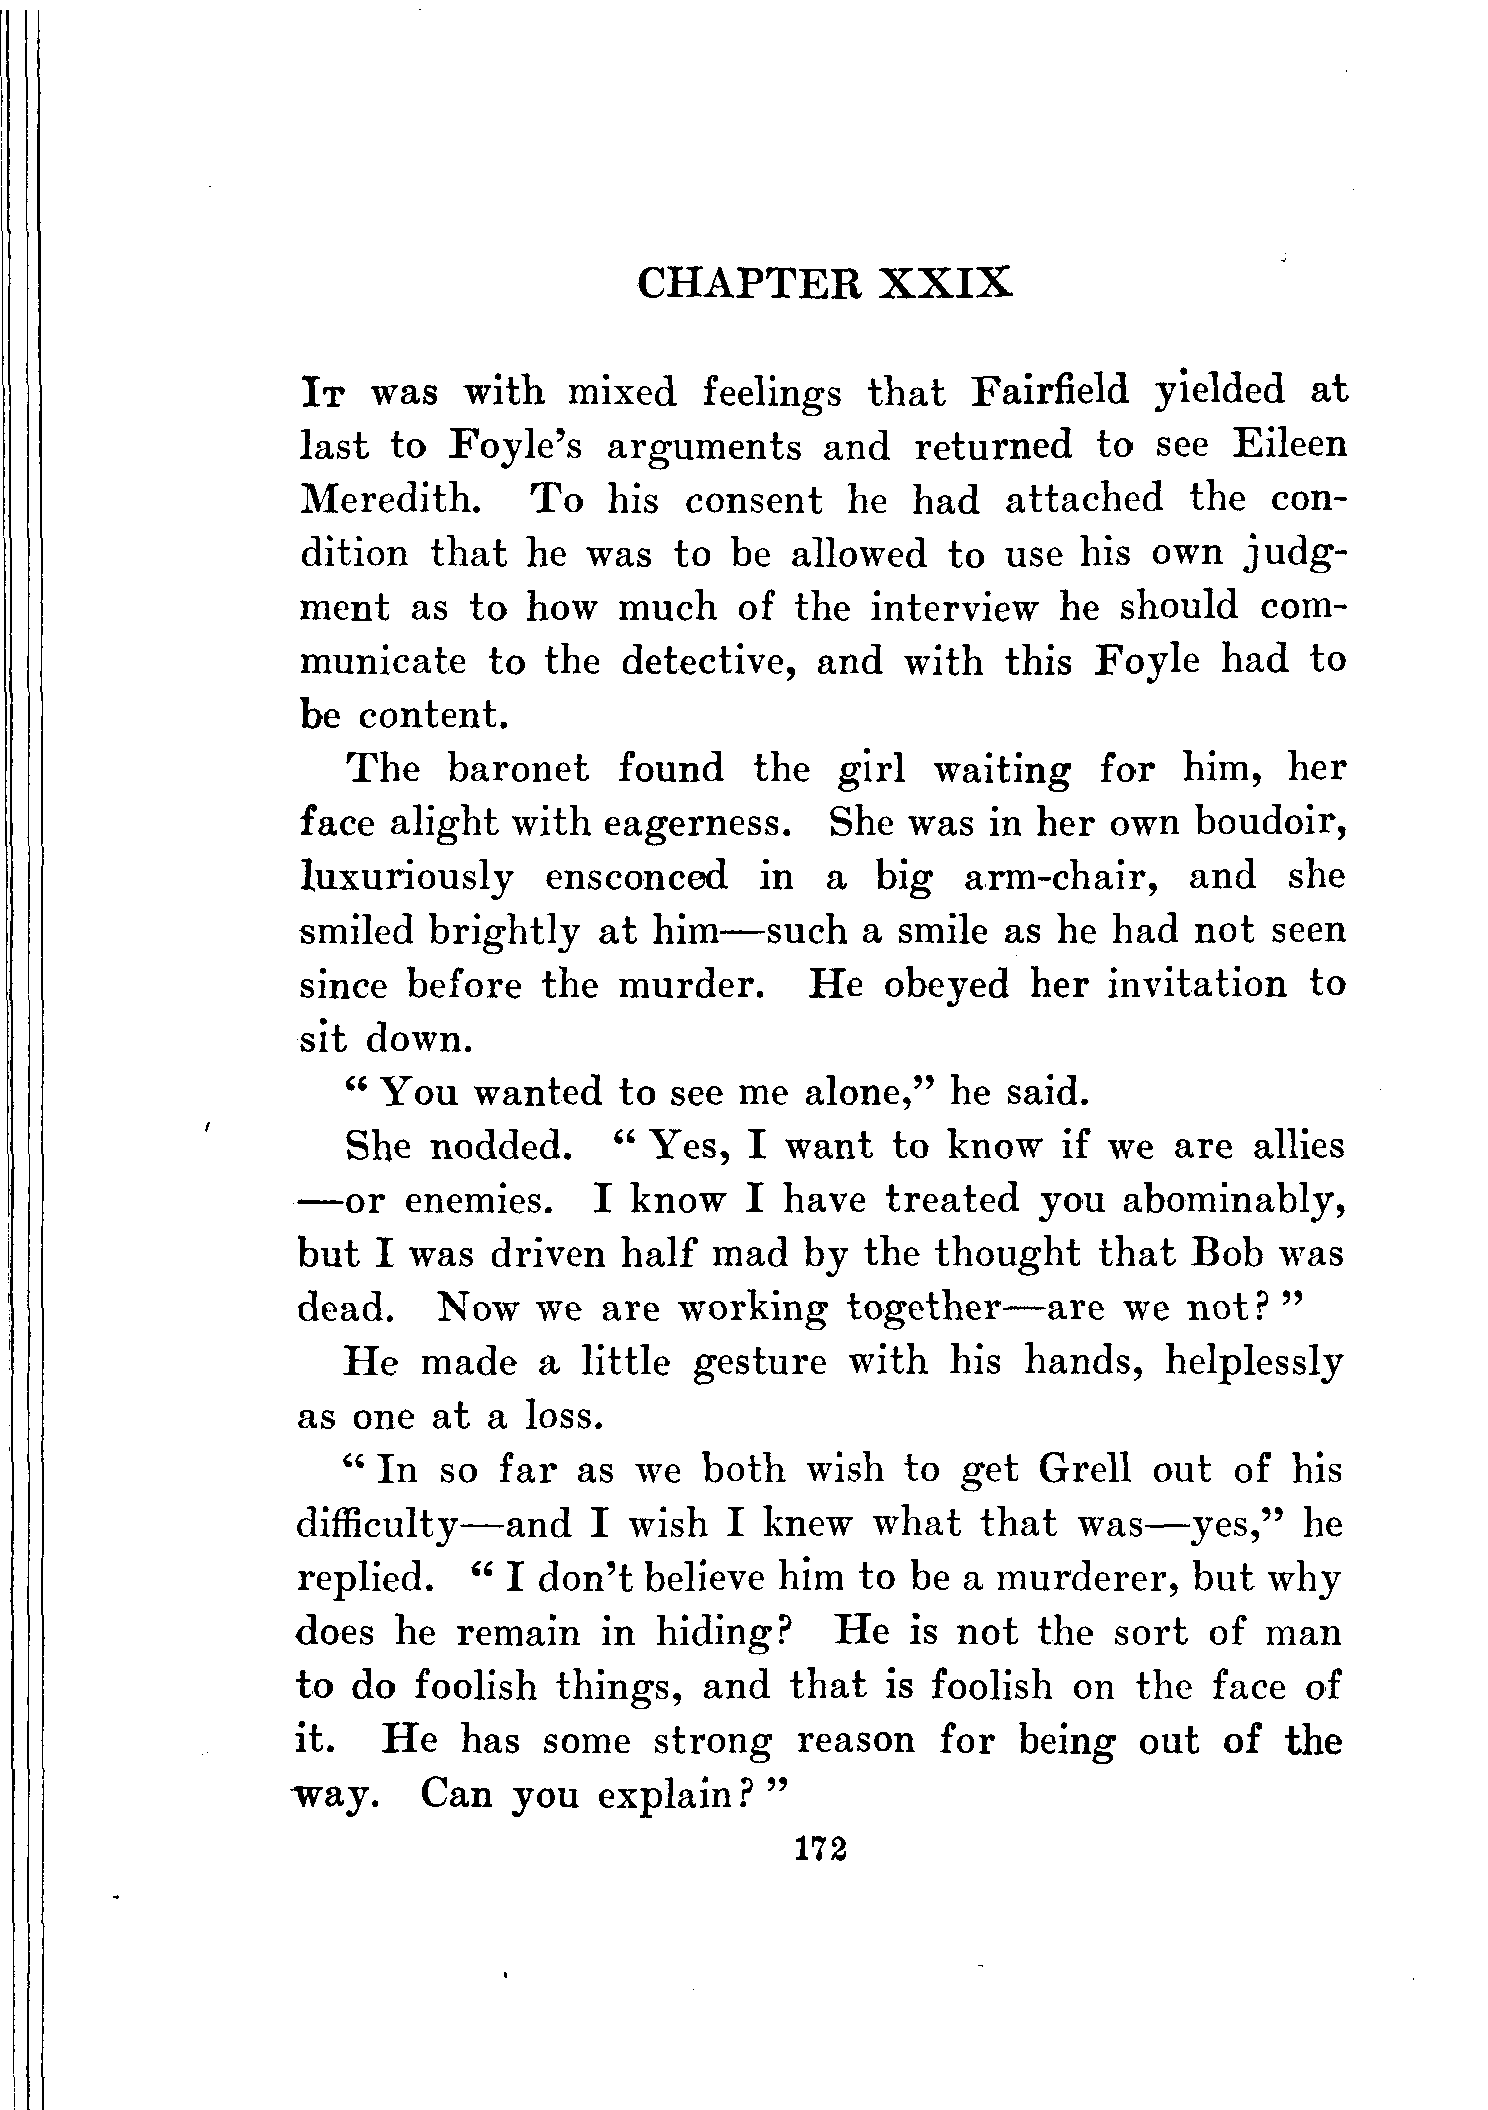 CHAPTER XXIX
IT was with mixed feelings that Fairfield yielded at
last to Foyle's arguments and returned to see Eileen
Meredith. To his consent he had attached the con-
dition that he was to be allowed to use his own judg-
ment as to how much of the interview he should com-
municate to the detective, and with this Foyle had to
be content.
The baronet found the girl waiting for him, her
face alight with eagerness. She was in her own boudoir,
luxuriously ensconced in a big arm-chair, and she
smiled brightly at him—such a smile as he had not seen
since before the murder. He obeyed her invitation to
sit down.
“ You wanted to see me alone,” he said.
She nodded. “ Yes, I want to know if we are allies
—or enemies. I know I have treated you abominably,
but I was driven half mad by the thought that Bob was
dead. Now we are working together—are we not? ”
He made a little gesture with his hands, helplessly
as one at a loss.
“ In so far as we both wish to get Grell out of his
difficulty—and I wish I knew what that was—yes,” he
replied. “ I don't believe him to be a murderer, but why
does he remain in hiding? He is not the sort of man
to do foolish things, and that is foolish on the face of
it. He has some strong reason for being out of the
way. Can you explain? ”
172